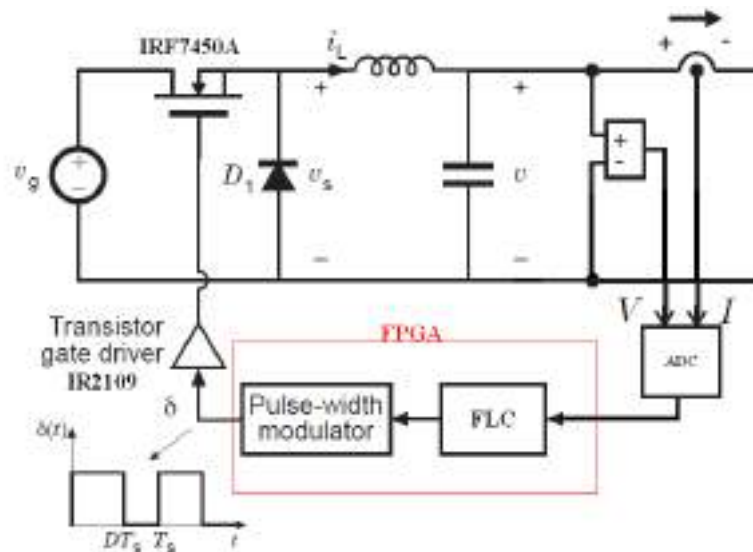 IRF7450A
i_L
+ -
+
+
+
-
v_g
+
-
D_1
v_s
v
-
-
V
I
Transistor
gate driver
IR2109
FPGA
ADC
δ
Pulse-width
modulator
FLC
δ(t)
DT_s
T_s
t